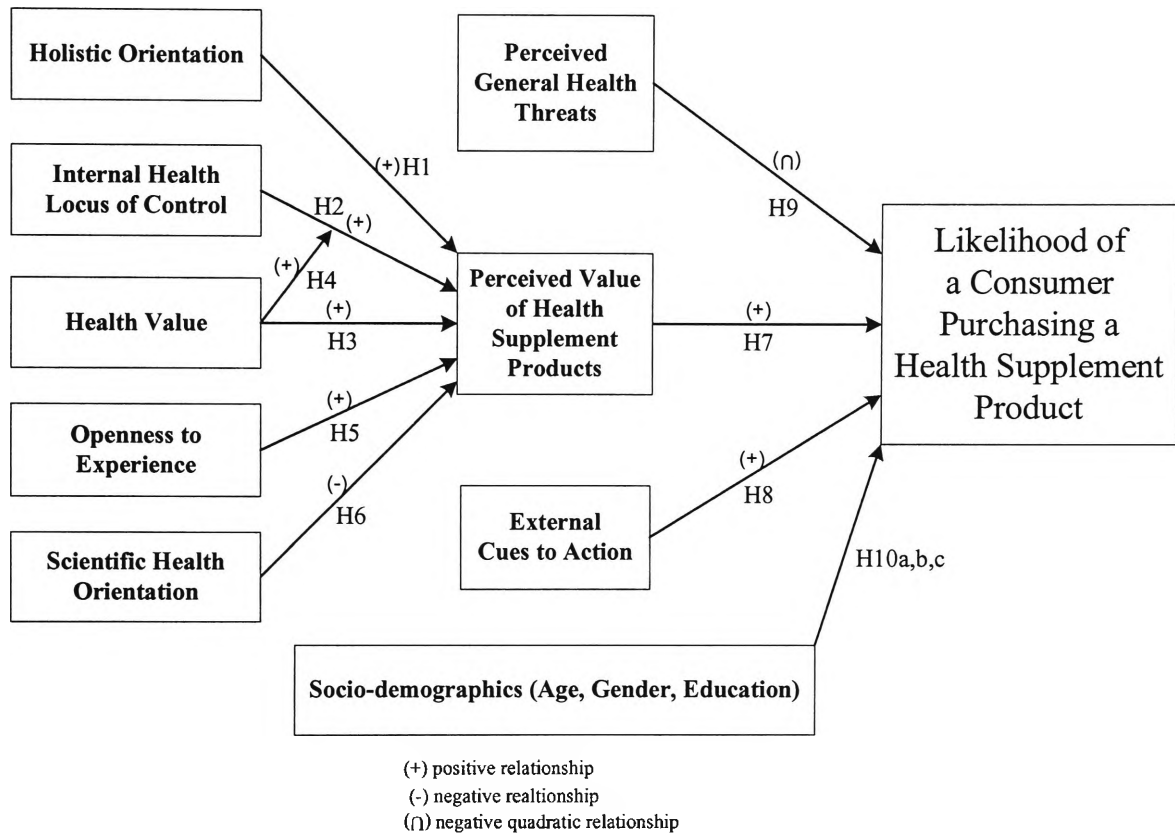 Holistic Orientation
Internal Health
Locus of Control
Health Value
Openness to
Experience
Scientific Health
Orientation
(+) H1
H2
(+)
(+)
H4
(+)
H3
(+)
H5
(-)
H6
Perceived
General Health
Threats
Perceived Value
of Health
Supplement
Products
External
Cues to Action
Socio-demographics (Age, Gender, Education)
(∩)
H9
(+)
H7
(+)
H8
H10a,b,c
Likelihood of
a Consumer
Purchasing a
Health Supplement
Product
(+) positive relationship
(-) negative realtionship
(∩) negative quadratic relationship